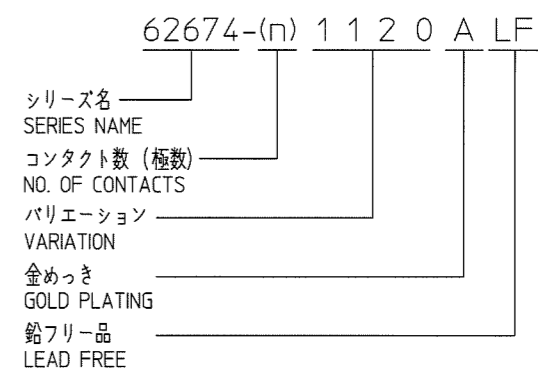 62674-(n) 1 1 2 0 A LF
シリーズ名
SERIES NAME
コンタクト数 (極数)
NO. OF CONTACTS
バリエーション
VARIATION
金めっき
GOLD PLATING
鉛フリー品
LEAD FREE